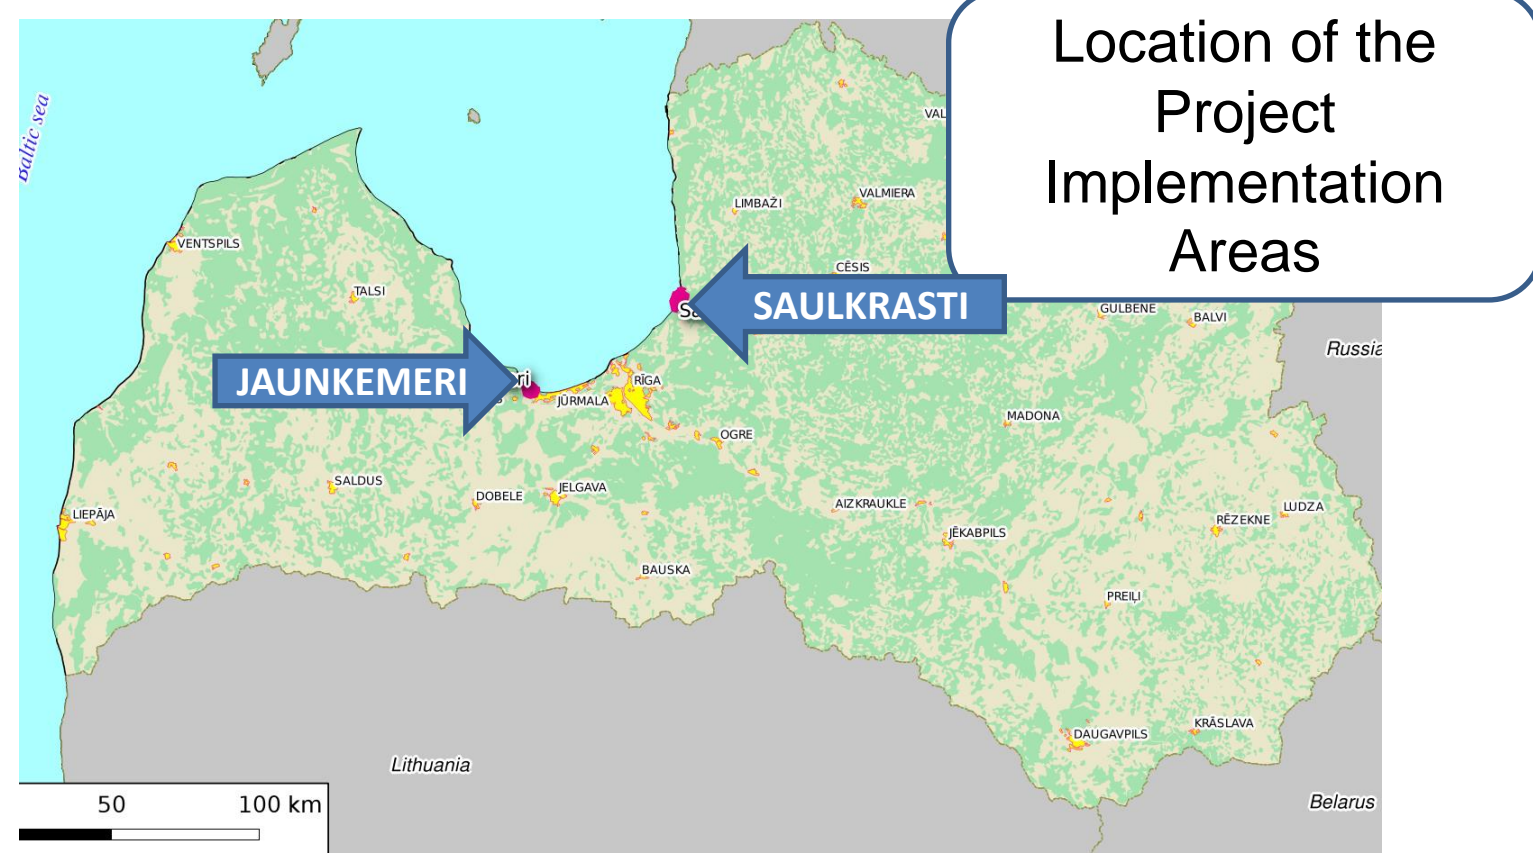 Location of the
Project
Implementation
Areas
Baltic sea
VAL
LIMBAŽI
VALMIERA
VENTSPILS
CĒSIS
TALSI
SAULKRASTI
GULBENE
BALVI
Russia
JAUNKEMERI
ri
RĪGA
JŪRMALA
MADONA
OGRE
SALDUS
DOBELE
JELGAVA
AIZKRAUKLE
LUDZA
LIEPĀJA
RĒZEKNE
JĒKABPILS
BAUSKA
PREIĻI
KRĀSLAVA
DAUGAVPILS
Lithuania
Belarus
50 100 km